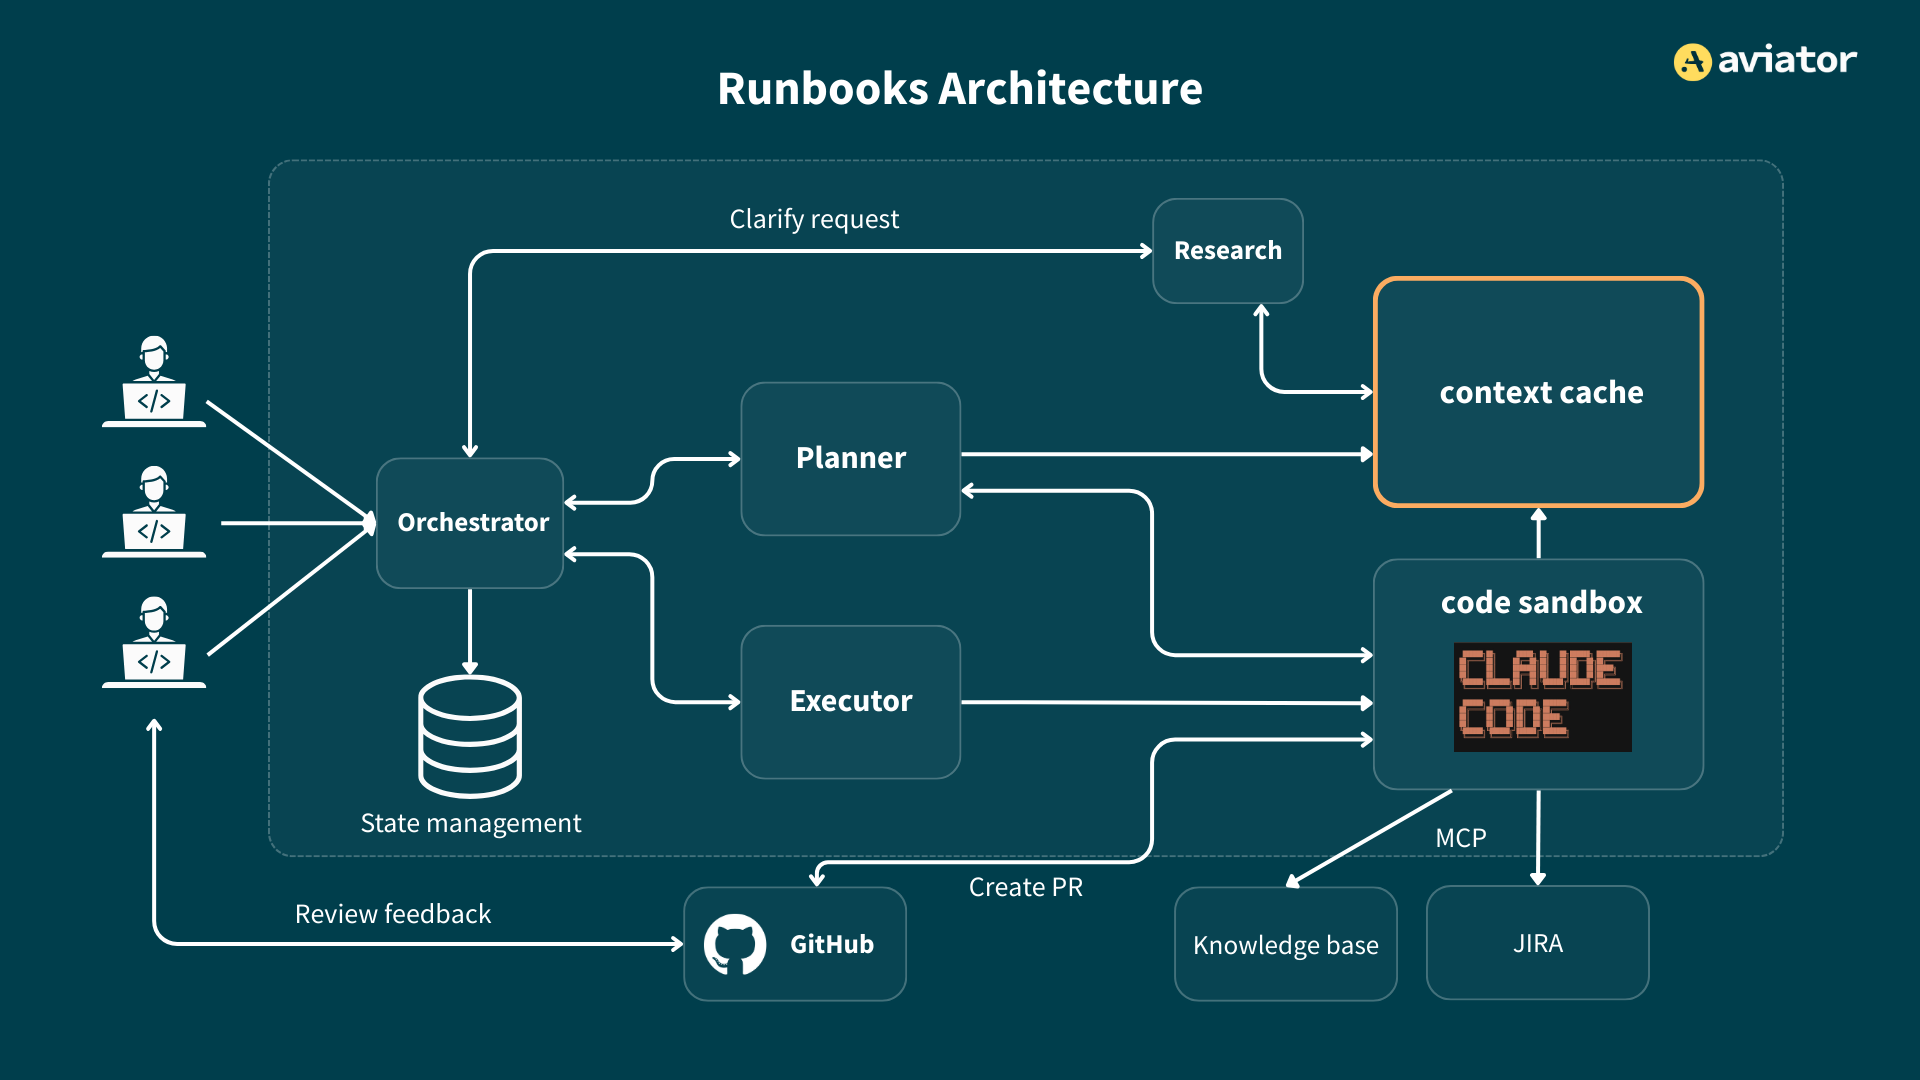 aviator
Runbooks Architecture
Clarify request
Research
context cache
Planner
Orchestrator
</>
</>
</>
code sandbox
CLAUDE
CODE
Executor
State management
MCP
Create PR
Review feedback
GitHub
Knowledge base
JIRA